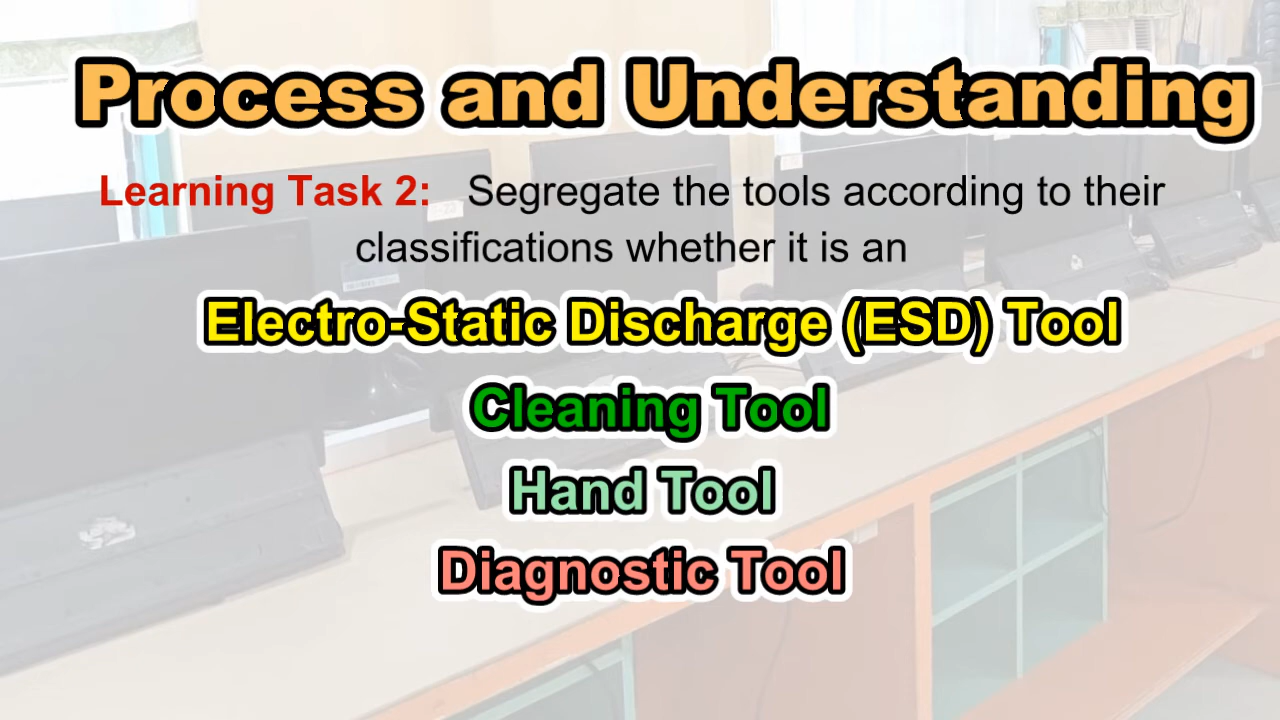 Process and Understanding
Learning Task 2: Segregate the tools according to their
classifications whether it is an
Electro-Static Discharge (ESD) Tool
Cleaning Tool
Hand Tool
Diagnostic Tool